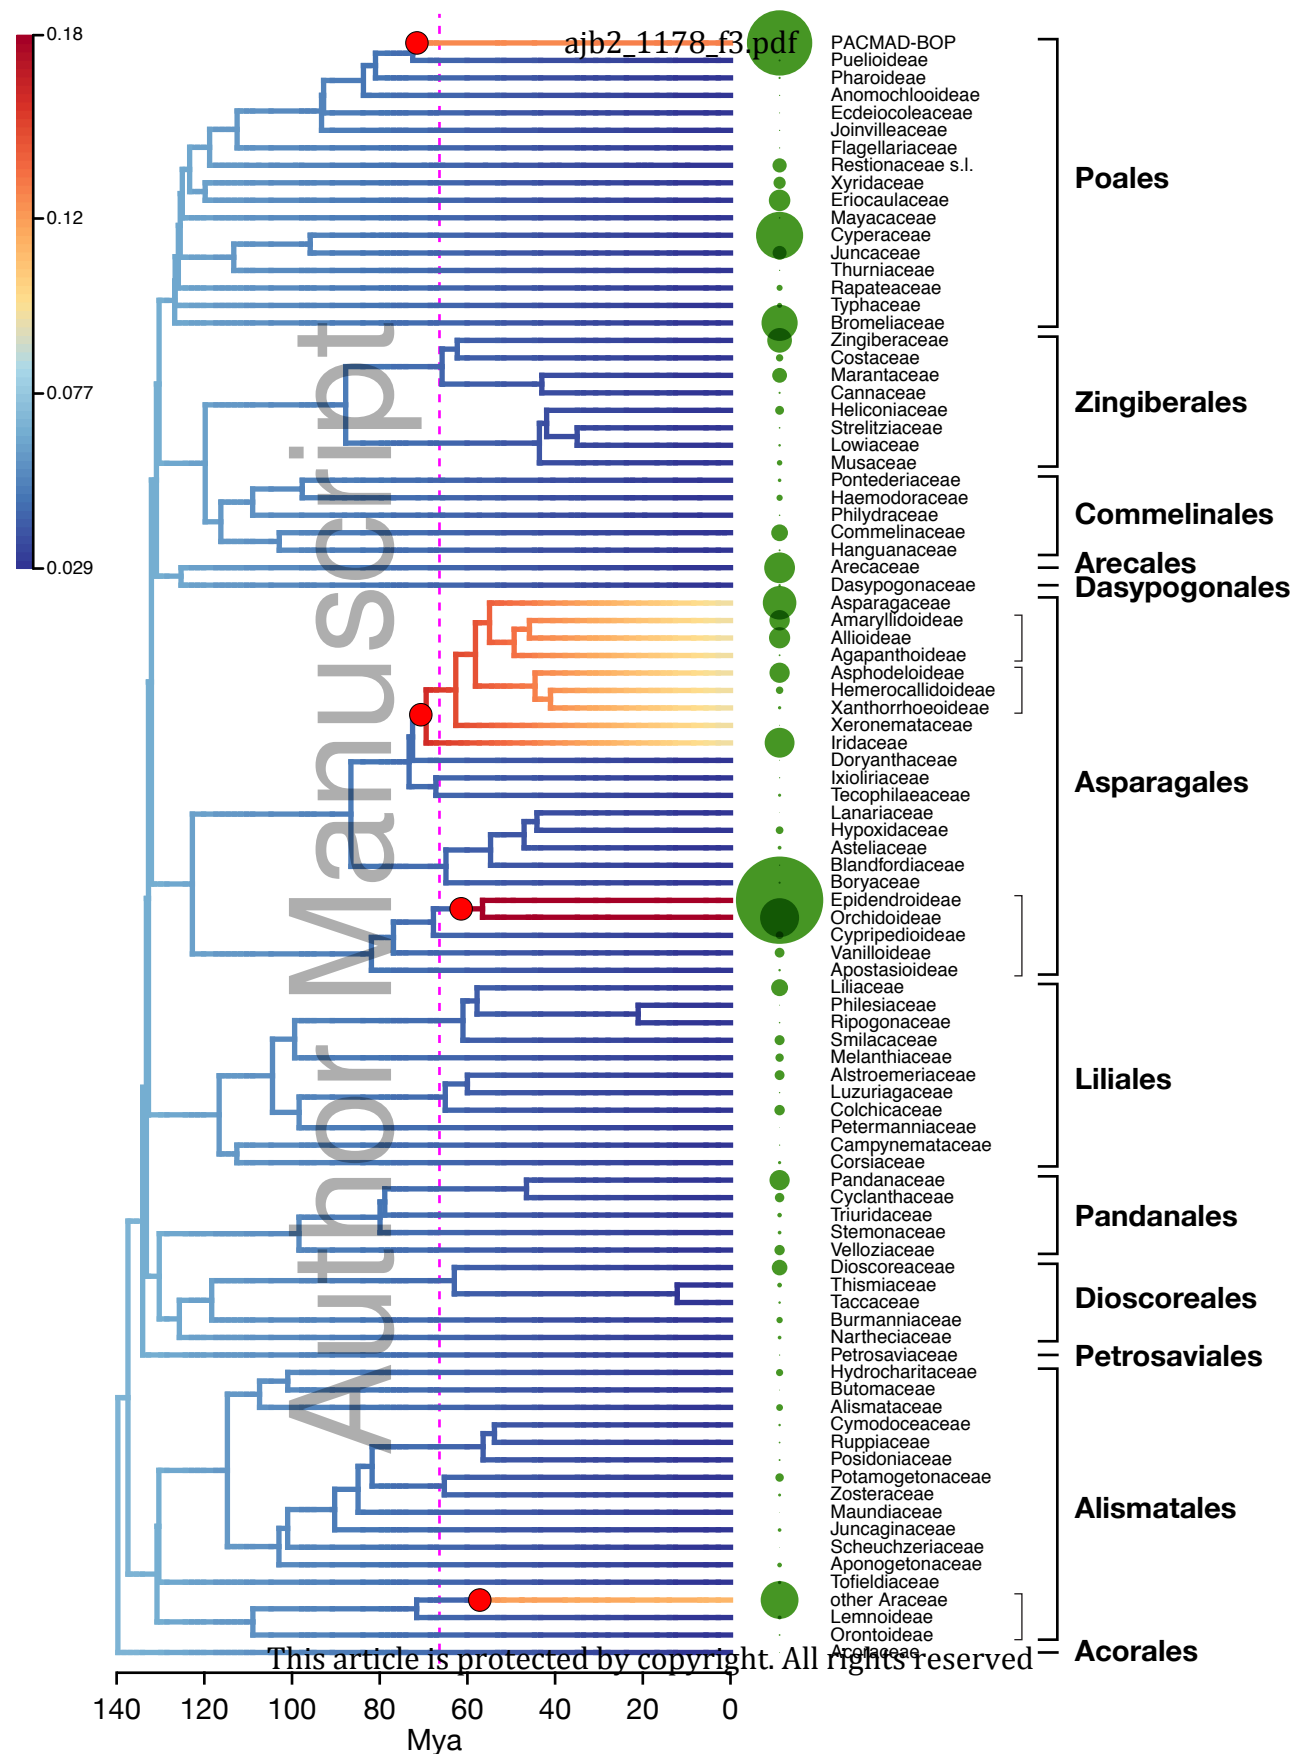 ajb2_1178_f3.pdf
0.18
0.12
0.077
0.029
PACMAD-BOP
Puelioideae
Pharoideae
Anomochlooideae
Ecdeiocoleaceae
Joinvilleaceae
Flagellariaceae
Restionaceae s.l.
Xyridaceae
Eriocaulaceae
Mayacaceae
Cyperaceae
Juncaceae
Thurniaceae
Rapateaceae
Typhaceae
Bromeliaceae
Poales
Zingiberaceae
Costaceae
Marantaceae
Cannaceae
Heliconiaceae
Strelitziaceae
Lowiaceae
Musaceae
Zingiberales
Pontederiaceae
Haemodoraceae
Philydraceae
Commelinaceae
Hanguanaceae
Commelinales
Arecaceae
Arecales
Dasypogonaceae
Dasypogonales
Asparagaceae
Amaryllidoideae
Allioideae
Agapanthoideae
Asphodeloideae
Hemerocallidoideae
Xanthorrhoeoideae
Xeronemataceae
Iridaceae
Doryanthaceae
Ixioliriaceae
Tecophilaeaceae
Lanariaceae
Hypoxidaceae
Asteliaceae
Blandfordiaceae
Boryaceae
Epidendroideae
Orchidoideae
Cypripedioideae
Vanilloideae
Apostasioideae
Asparagales
Liliaceae
Philesiaceae
Ripogonaceae
Smilacaceae
Melanthiaceae
Alstroemeriaceae
Luzuriagaceae
Colchicaceae
Petermanniaceae
Campynemataceae
Corsiaceae
Liliales
Pandanaceae
Cyclanthaceae
Triuridaceae
Stemonaceae
Velloziaceae
Pandanales
Dioscoreaceae
Thismiaceae
Taccaceae
Burmanniaceae
Nartheciaceae
Dioscoreales
Petrosaviaceae
Petrosaviales
Hydrocharitaceae
Butomaceae
Alismataceae
Cymodoceaceae
Ruppiaceae
Posidoniaceae
Potamogetonaceae
Zosteraceae
Maundiaceae
Juncaginaceae
Scheuchzeriaceae
Aponogetonaceae
Tofieldiaceae
other Araceae
Lemnoideae
Orontoideae
Alismatales
Acoraceae
Acorales
Author Manuscript
This article is protected by copyright. All rights reserved
140 120 100 80 60 40 20 0
Mya